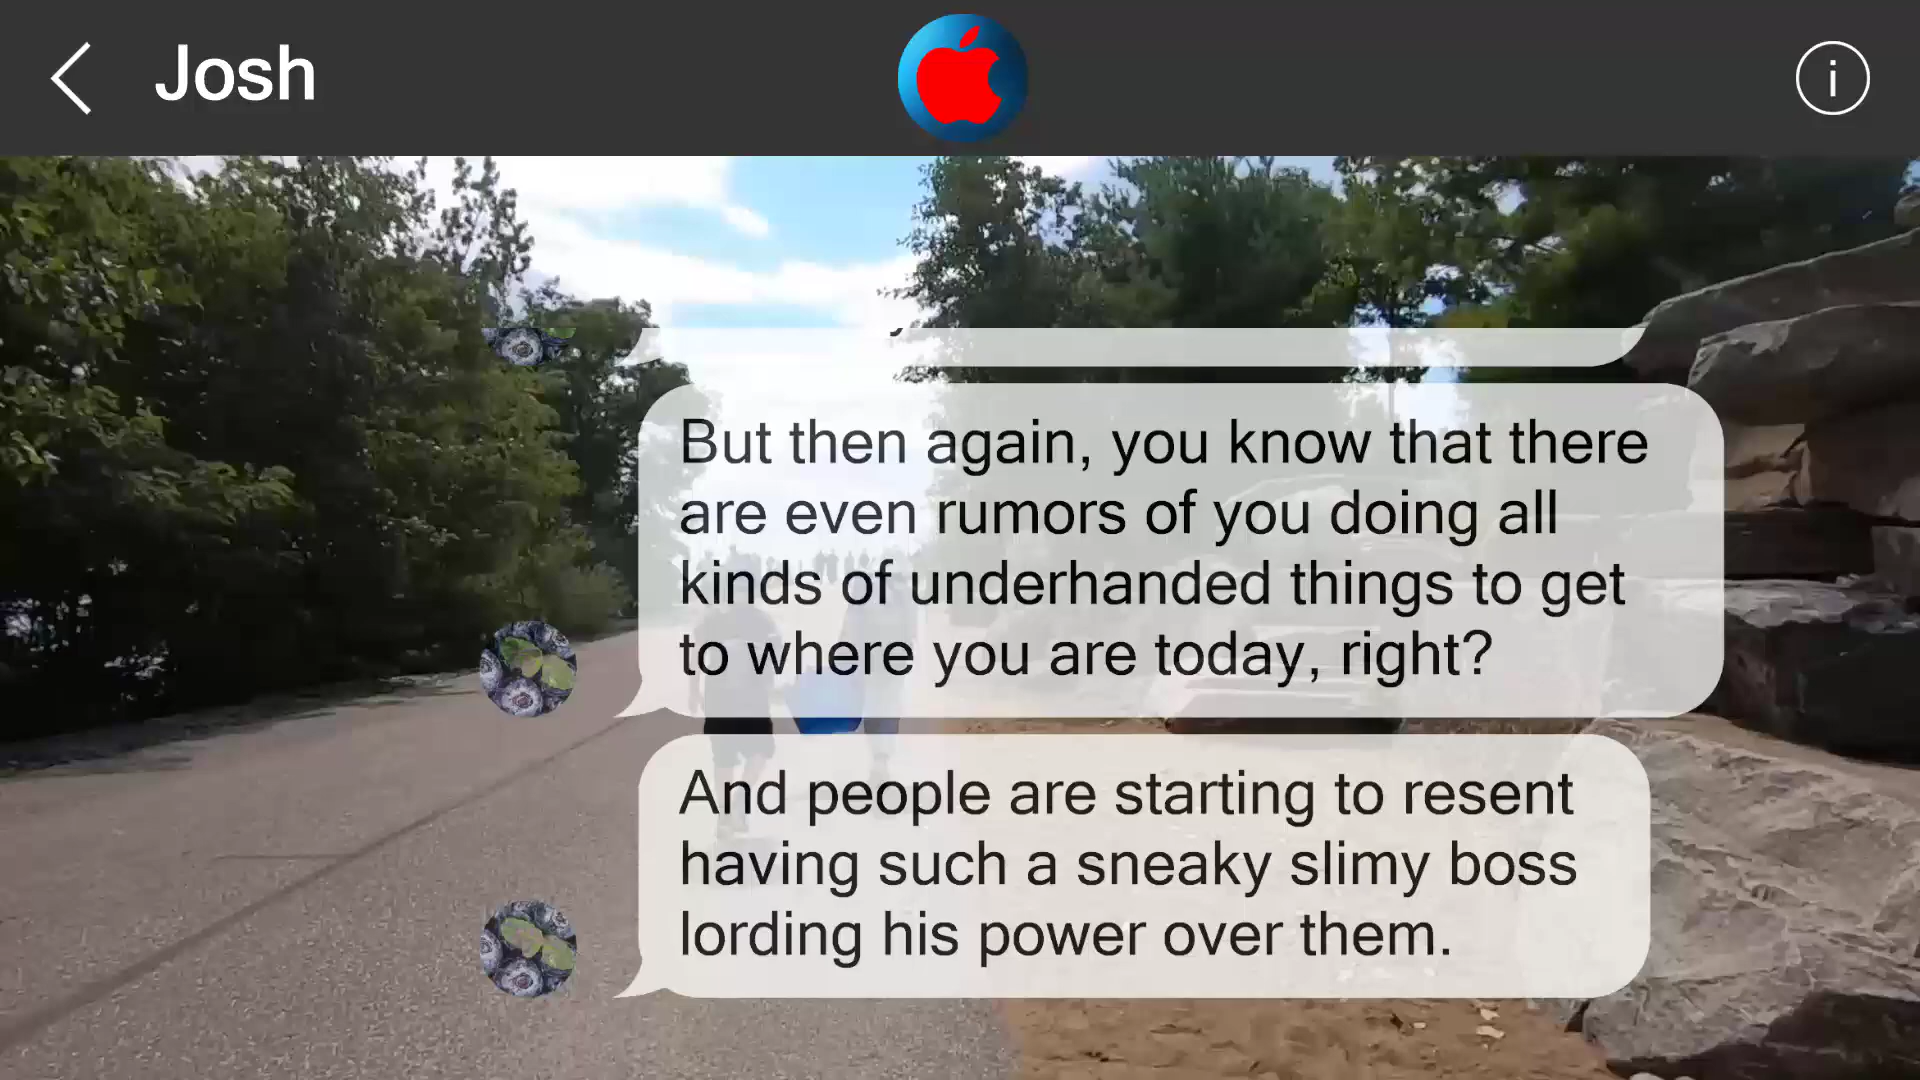 Josh
i
But then again, you know that there
are even rumors of you doing all
kinds of underhanded things to get
to where you are today, right?
And people are starting to resent
having such a sneaky slimy boss
lording his power over them.